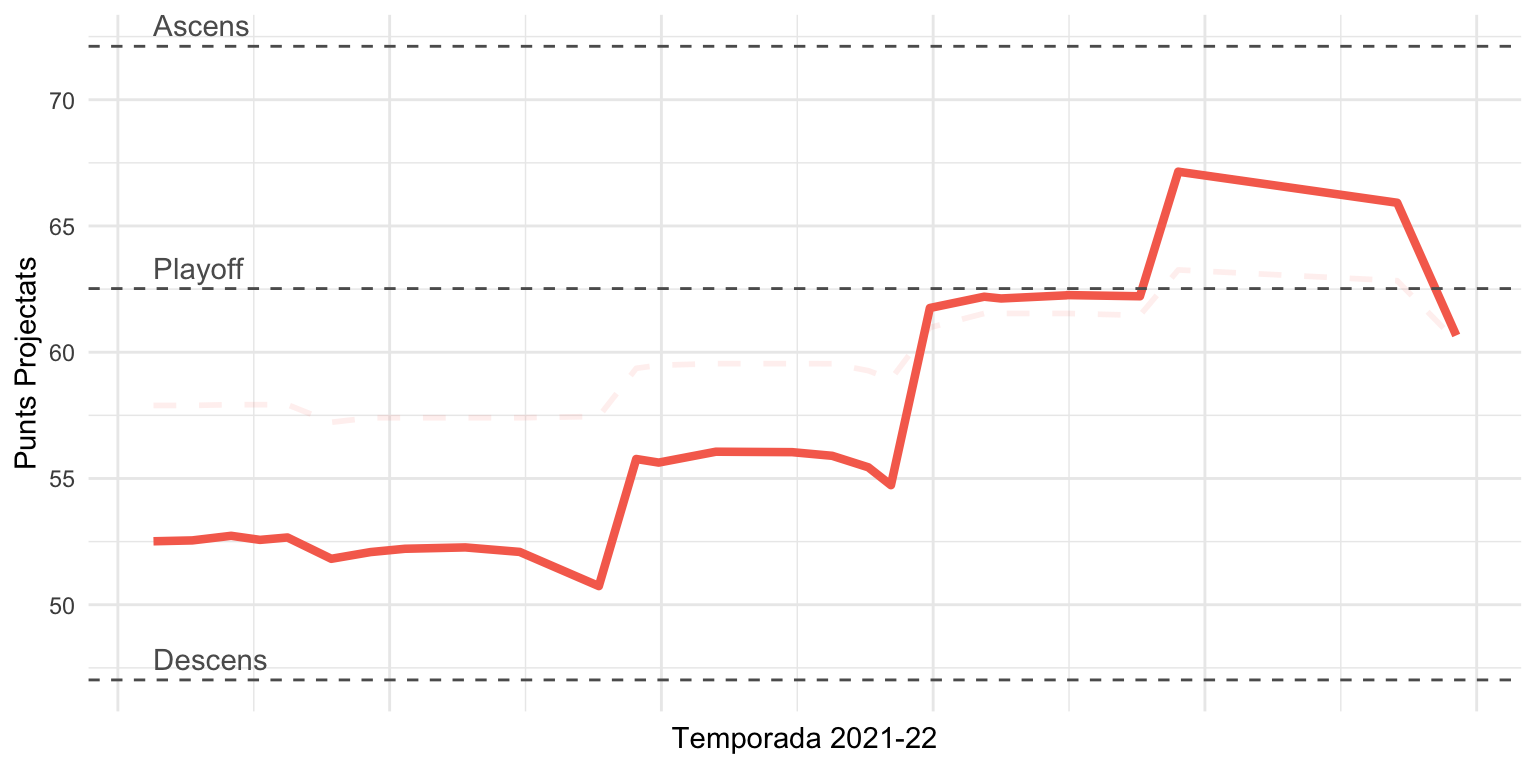 Ascens
70
65
Playoff
60
55
50
Descens
Punts Projectats
Temporada 2021-22